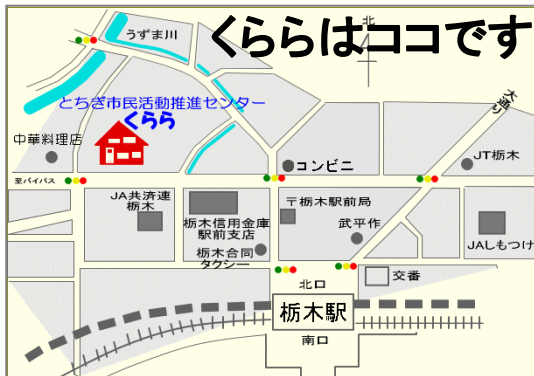 くららはココです
北
うずま川
大通り
とちぎ市民活動推進センター
くらら
中華料理店
コンビニ
JT栃木
至バイパス
JA共済連
栃木
栃木信用金庫
駅前支店
〒栃木駅前局
武平作
JAしもつけ
栃木合同
タクシー
北口
交番
栃木駅
南口